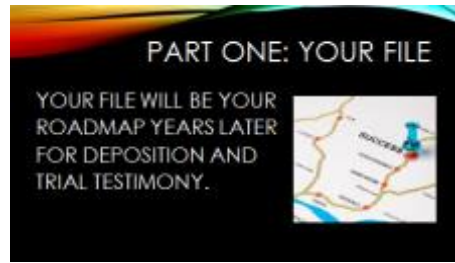 PART ONE: YOUR FILE
YOUR FILE WILL BE YOUR
ROADMAP YEARS LATER
FOR DEPOSITION AND
TRIAL TESTIMONY.
SUCCESS